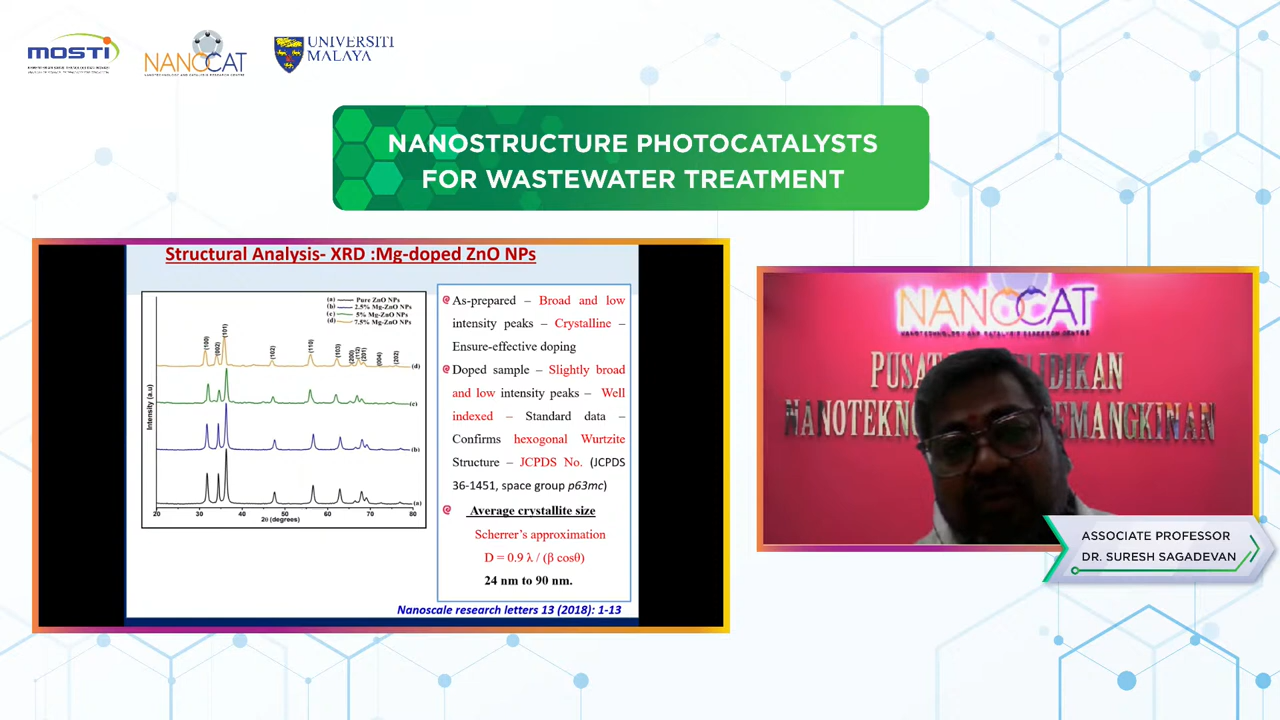 MOSTI
NANOCAT
UNIVERSITI
MALAYA
NANOSTRUCTURE PHOTOCATALYSTS
FOR WASTEWATER TREATMENT
Structural Analysis- XRD :Mg-doped ZnO NPs
(a) Pure ZnO NPs
(b) 2.5% Mg-ZnO NPs
(c) 5% Mg-ZnO NPs
(d) 7.5% Mg-ZnO NPs
(100)
(002)
(101)
(102)
(110)
(103)
(200)
(112)
(201)
(004)
(202)
(d)
(c)
(b)
(a)
Intensity (a.u)
20 30 40 50 60 70 80
2θ (degrees)
@ As-prepared – Broad and low
intensity peaks – Crystalline –
Ensure-effective doping
@ Doped sample – Slightly broad
and low intensity peaks – Well
indexed – Standard data –
Confirms hexogonal Wurtzite
Structure – JCPDS No. (JCPDS
36-1451, space group p63mc)
@ Average crystallite size
Scherrer's approximation
D = 0.9 λ / (β cosθ)
24 nm to 90 nm.
Nanoscale research letters 13 (2018): 1-13
NANOCAT
NANOTECHNOLOGY AND CATALYSIS RESEARCH CENTRE
ASSOCIATE PROFESSOR
DR. SURESH SAGADEVAN